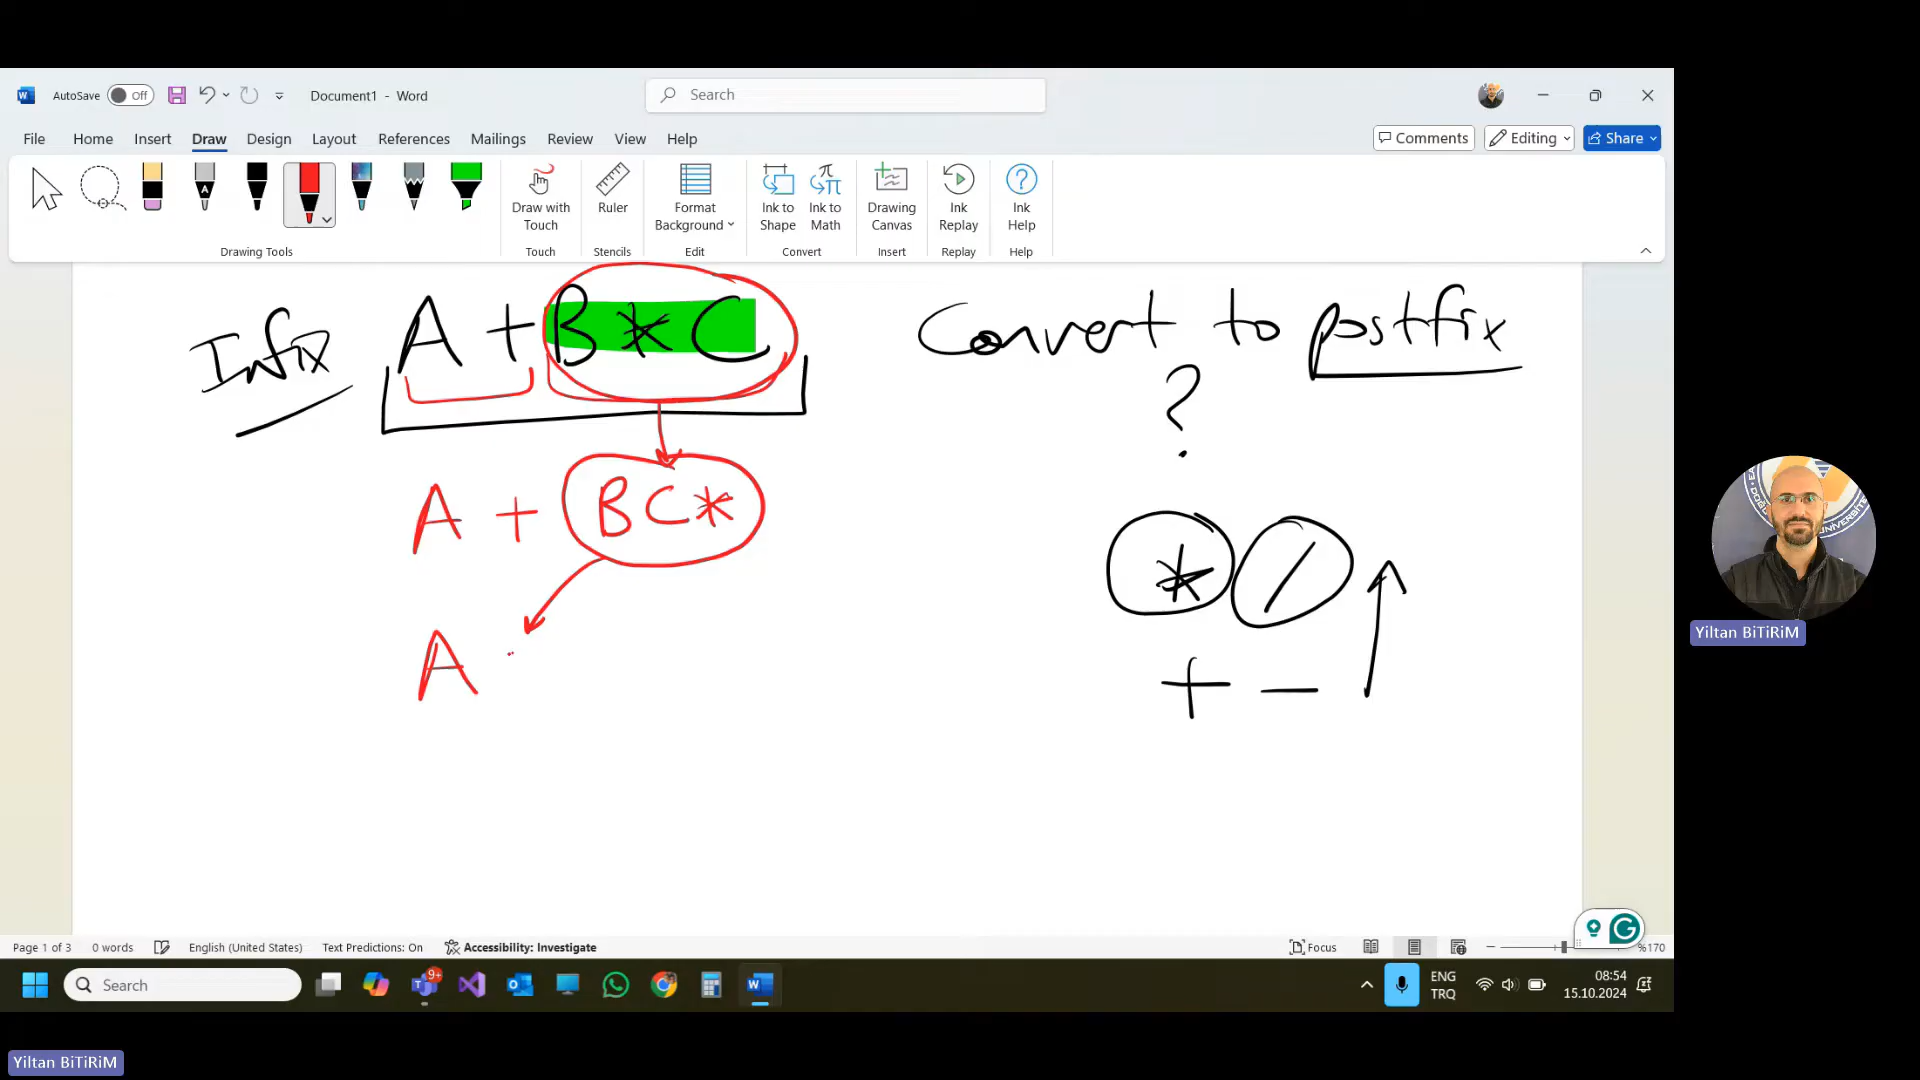 AutoSave Off Document1 - Word Search
File Home Insert Draw Design Layout References Mailings Review View Help Comments Editing Share
Draw with Touch Ruler Format Background Ink to Shape Ink to Math Drawing Canvas Ink Replay Ink Help
Drawing Tools Touch Stencils Edit Convert Insert Replay Help
Infix A + B * C Convert to postfix
?
A + BC*
* /
A
+ -
Yiltan BiTiRiM
Page 1 of 3 0 words English (United States) Text Predictions: On Accessibility: Investigate Focus %170
Search 9+ ENG TRQ 08:54 15.10.2024
Yiltan BiTiRiM